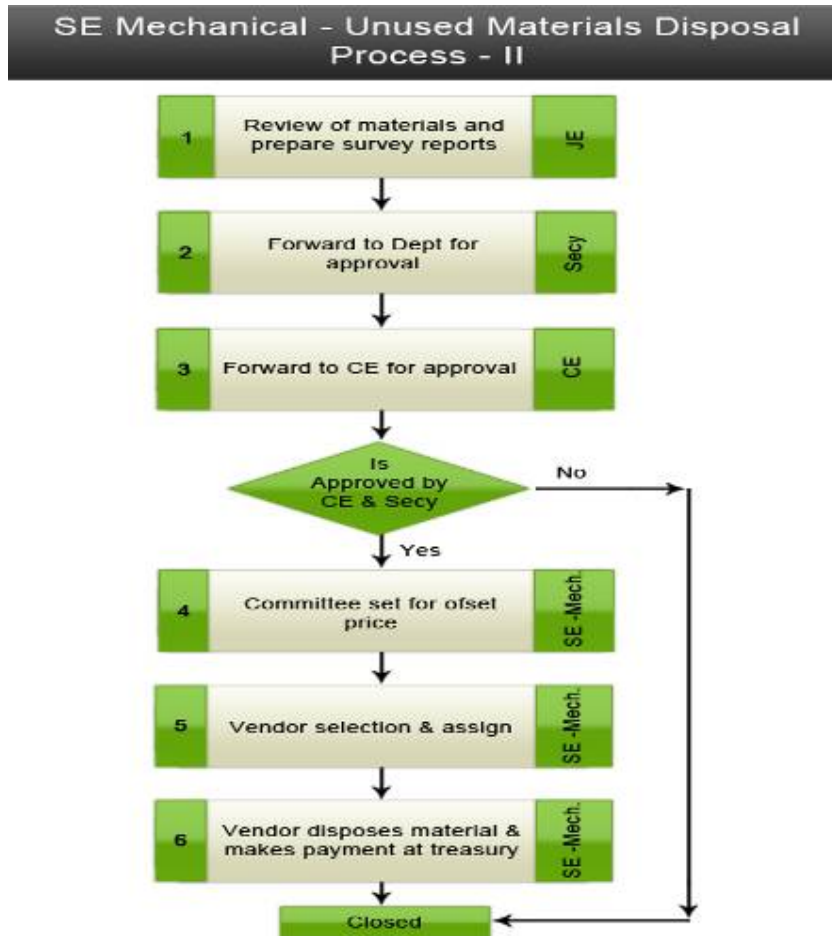 SE Mechanical - Unused Materials Disposal
Process - II
1
Review of materials and
prepare survey reports
JE
2
Forward to Dept for
approval
Secy
3
Forward to CE for approval
CE
Is
Approved by
CE & Secy
No
Yes
4
Committee set for ofset
price
SE -Mech.
5
Vendor selection & assign
SE -Mech.
6
Vendor disposes material &
makes payment at treasury
SE -Mech.
Closed